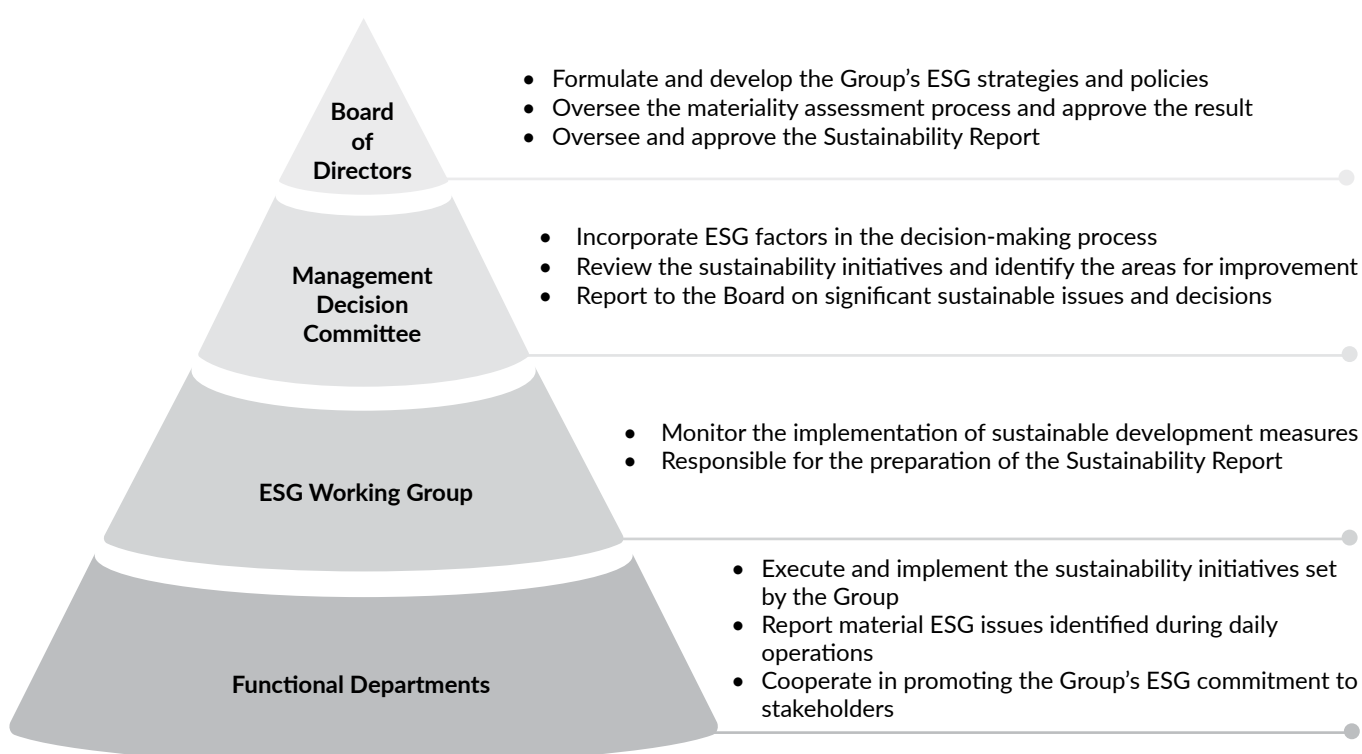 Board
of
Directors
• Formulate and develop the Group’s ESG strategies and policies
• Oversee the materiality assessment process and approve the result
• Oversee and approve the Sustainability Report
Management
Decision
Committee
• Incorporate ESG factors in the decision-making process
• Review the sustainability initiatives and identify the areas for improvement
• Report to the Board on significant sustainable issues and decisions
ESG Working Group
• Monitor the implementation of sustainable development measures
• Responsible for the preparation of the Sustainability Report
Functional Departments
• Execute and implement the sustainability initiatives set
by the Group
• Report material ESG issues identified during daily
operations
• Cooperate in promoting the Group’s ESG commitment to
stakeholders